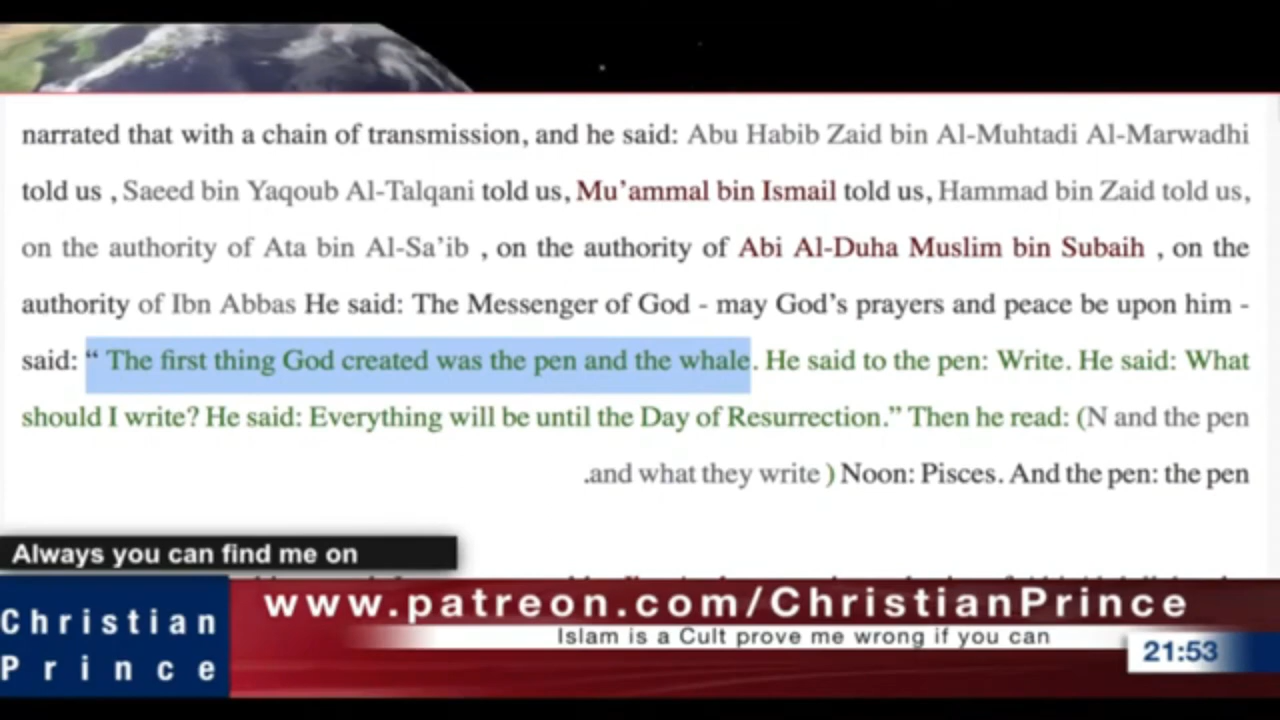 narrated that with a chain of transmission, and he said: Abu Habib Zaid bin Al-Muhtadi Al-Marwadhi
told us , Saeed bin Yaqoub Al-Talqani told us, Mu’ammal bin Ismail told us, Hammad bin Zaid told us,
on the authority of Ata bin Al-Sa’ib , on the authority of Abi Al-Duha Muslim bin Subaih , on the
authority of Ibn Abbas He said: The Messenger of God - may God’s prayers and peace be upon him -
said: “ The first thing God created was the pen and the whale. He said to the pen: Write. He said: What
should I write? He said: Everything will be until the Day of Resurrection.” Then he read: (N and the pen
.and what they write ) Noon: Pisces. And the pen: the pen
Always you can find me on
Christian
Prince
www.patreon.com/ChristianPrince
Islam is a Cult prove me wrong if you can
21:53